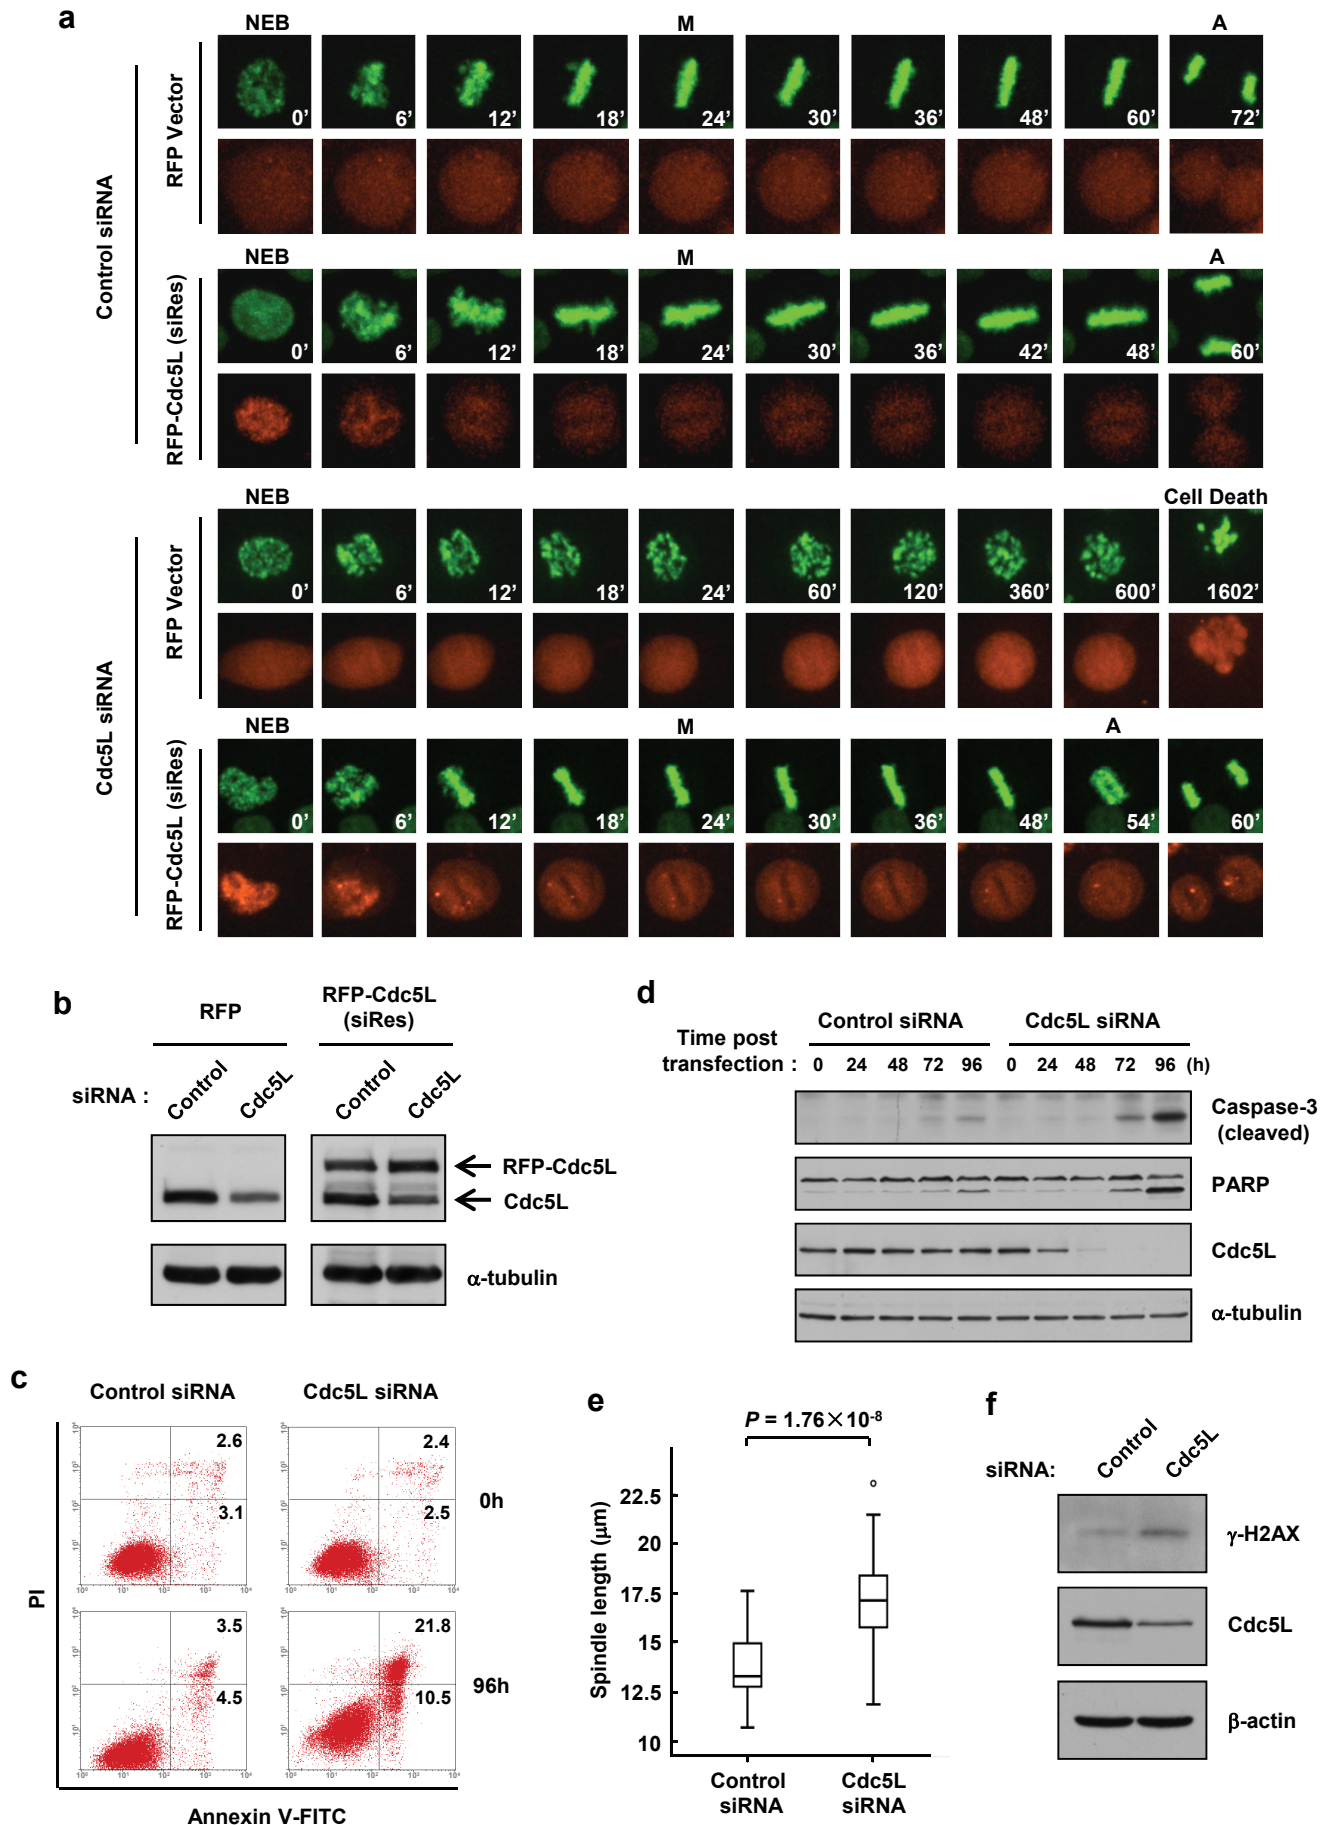 a
NEB M A
Control siRNA
RFP Vector
0’ 6’ 12’ 18’ 24’ 30’ 36’ 48’ 60’ 72’
NEB M A
RFP-Cdc5L (siRes)
0’ 6’ 12’ 18’ 24’ 30’ 36’ 42’ 48’ 60’
NEB Cell Death
Cdc5L siRNA
RFP Vector
0’ 6’ 12’ 18’ 24’ 60’ 120’ 360’ 600’ 1602’
NEB M A
RFP-Cdc5L (siRes)
0’ 6’ 12’ 18’ 24’ 30’ 36’ 48’ 54’ 60’
b
RFP
RFP-Cdc5L
(siRes)
siRNA : Control Cdc5L Control Cdc5L
RFP-Cdc5L
Cdc5L
α-tubulin
d
Control siRNA Cdc5L siRNA
Time post
transfection : 0 24 48 72 96 0 24 48 72 96 (h)
Caspase-3
(cleaved)
PARP
Cdc5L
α-tubulin
c
Control siRNA Cdc5L siRNA
PI
10⁰ 10¹ 10² 10³ 10⁴
2.6 2.4
3.1 2.5
0h
3.5 21.8
4.5 10.5
96h
Annexin V-FITC
e
P = 1.76×10⁻⁸
Spindle length (μm)
22.5
20
17.5
15
12.5
10
Control
siRNA
Cdc5L
siRNA
f
siRNA: Control Cdc5L
γ-H2AX
Cdc5L
β-actin